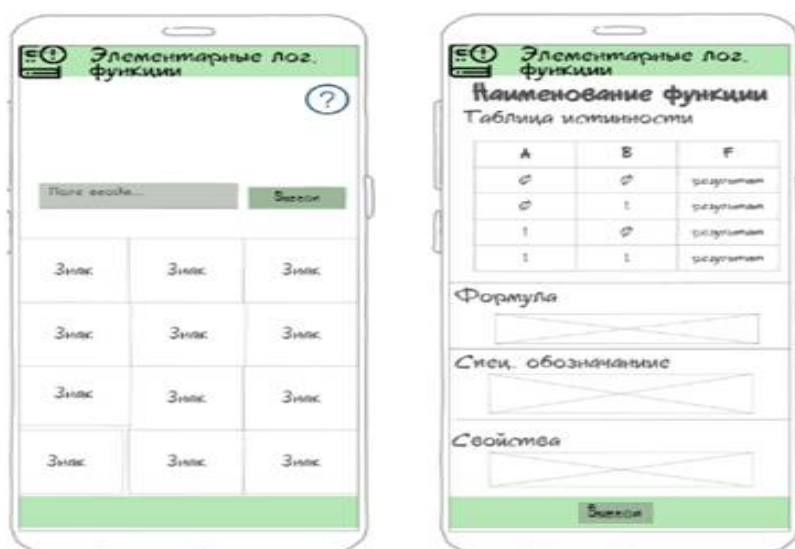 Элементарные лог.
функции
?
Поле ввода...
Знак Знак Знак
Знак Знак Знак
Знак Знак Знак
Знак Знак Знак
Элементарные лог.
функции
Наименование функции
Таблица истинности
A B F
0 0 результат
0 1 результат
1 0 результат
1 1 результат
Формула
Спец. обозначание
Свойства